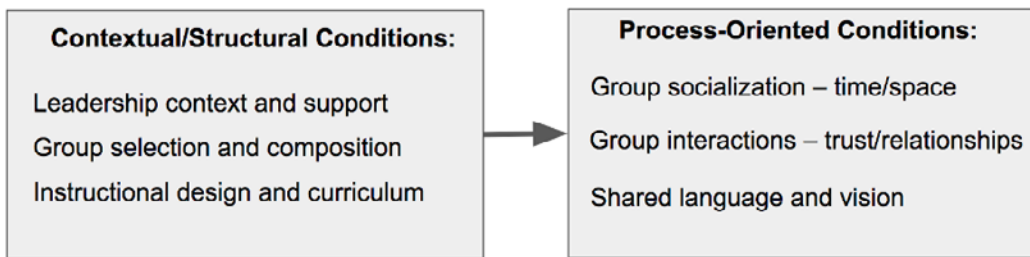 Contextual/Structural Conditions:
Leadership context and support
Group selection and composition
Instructional design and curriculum
Process-Oriented Conditions:
Group socialization – time/space
Group interactions – trust/relationships
Shared language and vision